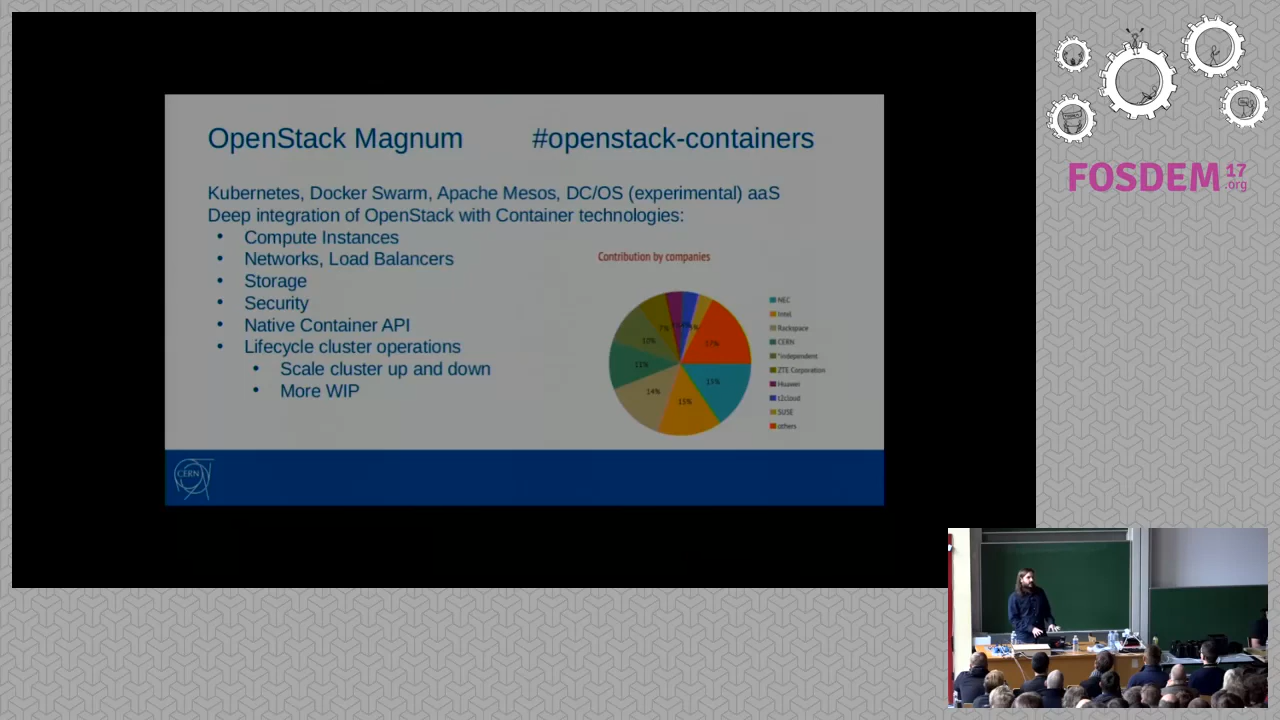 OpenStack Magnum #openstack-containers
Kubernetes, Docker Swarm, Apache Mesos, DC/OS (experimental) aaS
Deep integration of OpenStack with Container technologies:
• Compute Instances
• Networks, Load Balancers
• Storage
• Security
• Native Container API
• Lifecycle cluster operations
• Scale cluster up and down
• More WIP
Contribution by companies
NEC
Intel
Rackspace
CERN
*independent
ZTE Corporation
Huawei
t2cloud
SUSE
others
17%
15%
15%
14%
11%
10%
7%
CERN
FOSDEM 17
.org